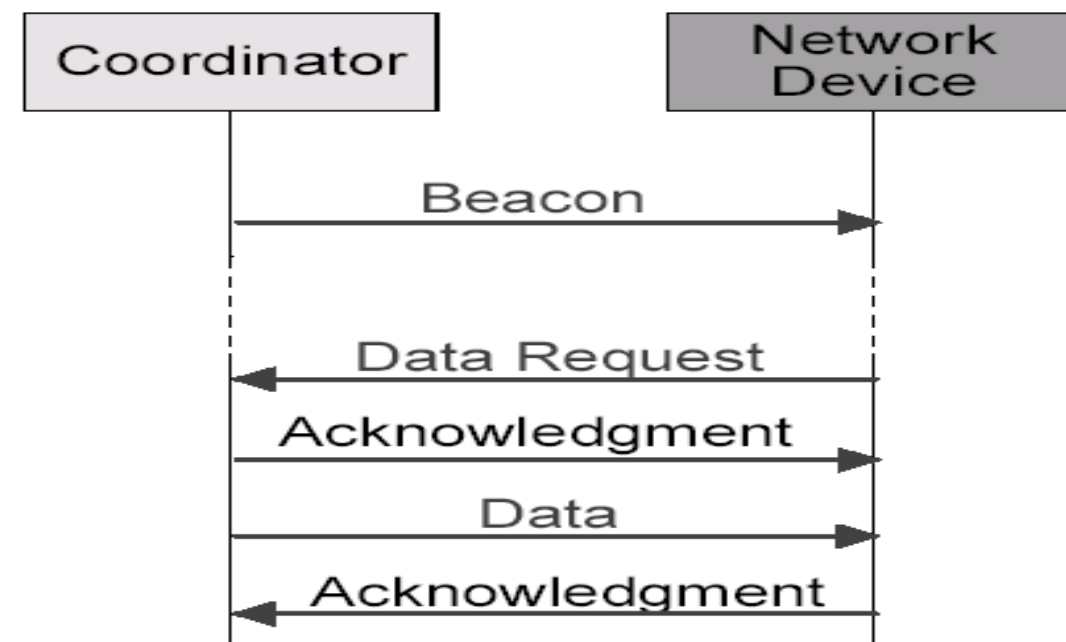 Coordinator
Network
Device
Beacon
Data Request
Acknowledgment
Data
Acknowledgment